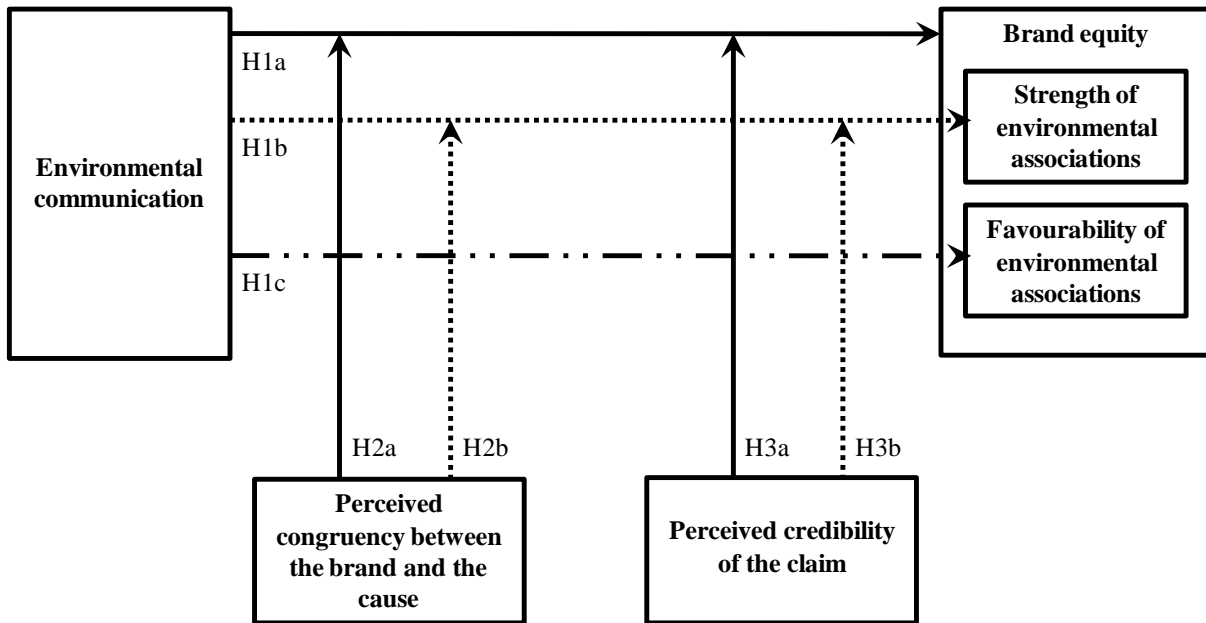 Environmental
communication
H1a
H1b
H1c
Brand equity
Strength of
environmental
associations
Favourability of
environmental
associations
H2a
H2b
H3a
H3b
Perceived
congruency between
the brand and the
cause
Perceived credibility
of the claim